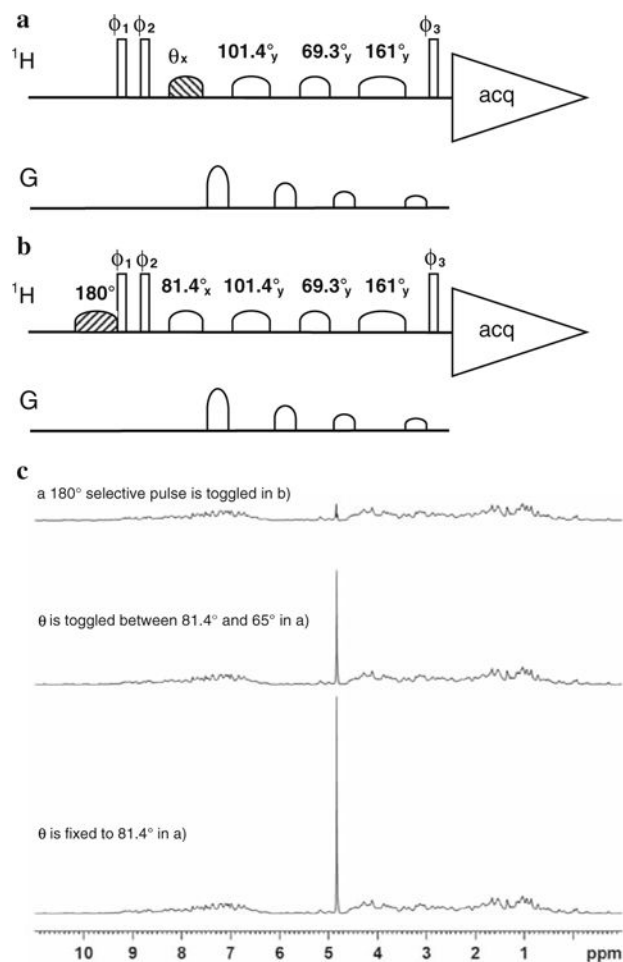 a
ϕ1 ϕ2 ϕ3
θx 101.4°y 69.3°y 161°y
1H
acq
G
b
ϕ1 ϕ2 ϕ3
180° 81.4°x 101.4°y 69.3°y 161°y
1H
acq
G
c
a 180° selective pulse is toggled in b)
θ is toggled between 81.4° and 65° in a)
θ is fixed to 81.4° in a)
10 9 8 7 6 5 4 3 2 1 ppm